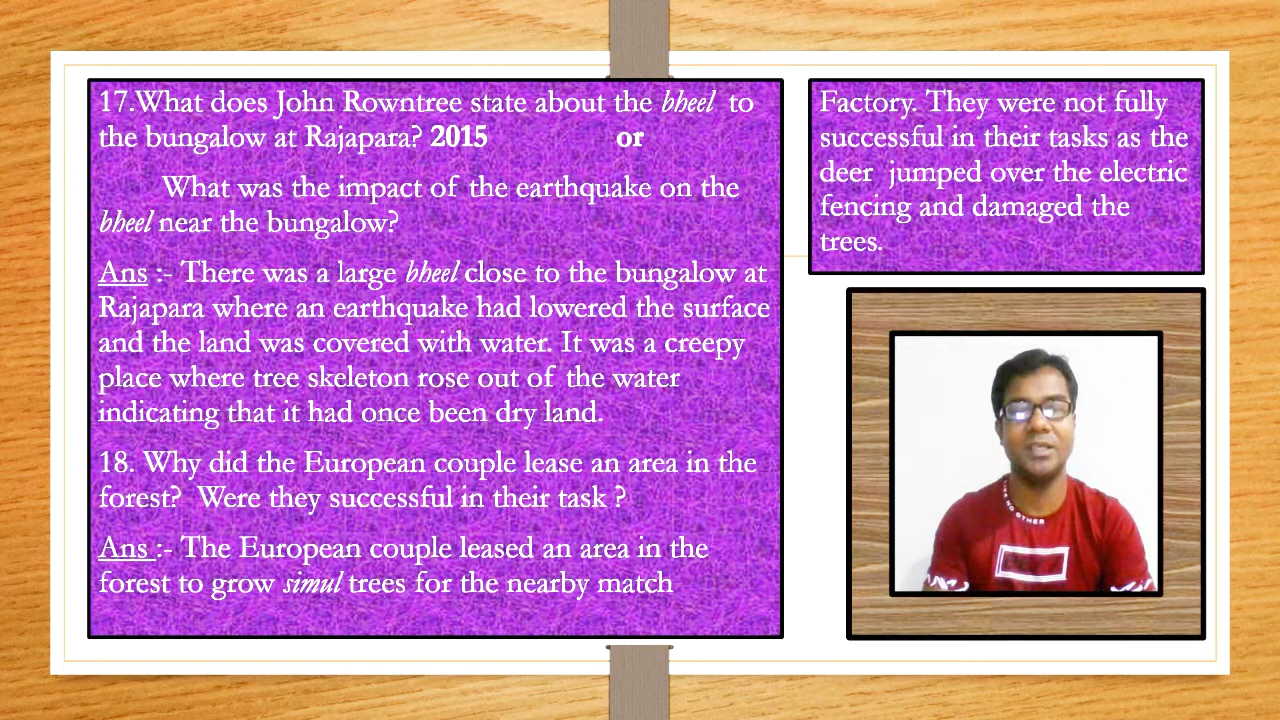 17.What does John Rowntree state about the bheel to
the bungalow at Rajapara? 2015 or
What was the impact of the earthquake on the
bheel near the bungalow?
Ans :- There was a large bheel close to the bungalow at
Rajapara where an earthquake had lowered the surface
and the land was covered with water. It was a creepy
place where tree skeleton rose out of the water
indicating that it had once been dry land.
18. Why did the European couple lease an area in the
forest? Were they successful in their task ?
Ans :- The European couple leased an area in the
forest to grow simul trees for the nearby match
Factory. They were not fully
successful in their tasks as the
deer jumped over the electric
fencing and damaged the
trees.
OTHER